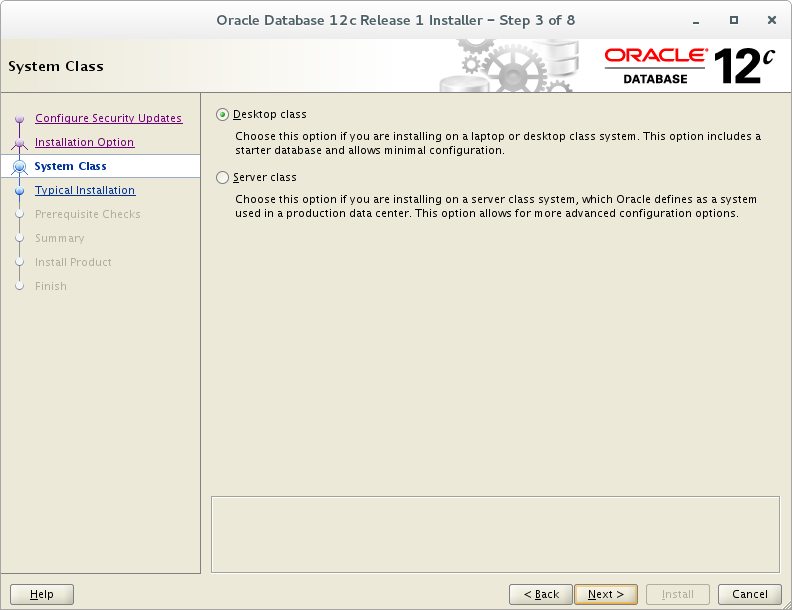 Oracle Database 12c Release 1 Installer – Step 3 of 8
System Class
ORACLE®
DATABASE
12c
Configure Security Updates
Installation Option
System Class
Typical Installation
Prerequisite Checks
Summary
Install Product
Finish
Desktop class
Choose this option if you are installing on a laptop or desktop class system. This option includes a
starter database and allows minimal configuration.
Server class
Choose this option if you are installing on a server class system, which Oracle defines as a system
used in a production data center. This option allows for more advanced configuration options.
Help
< Back
Next >
Install
Cancel